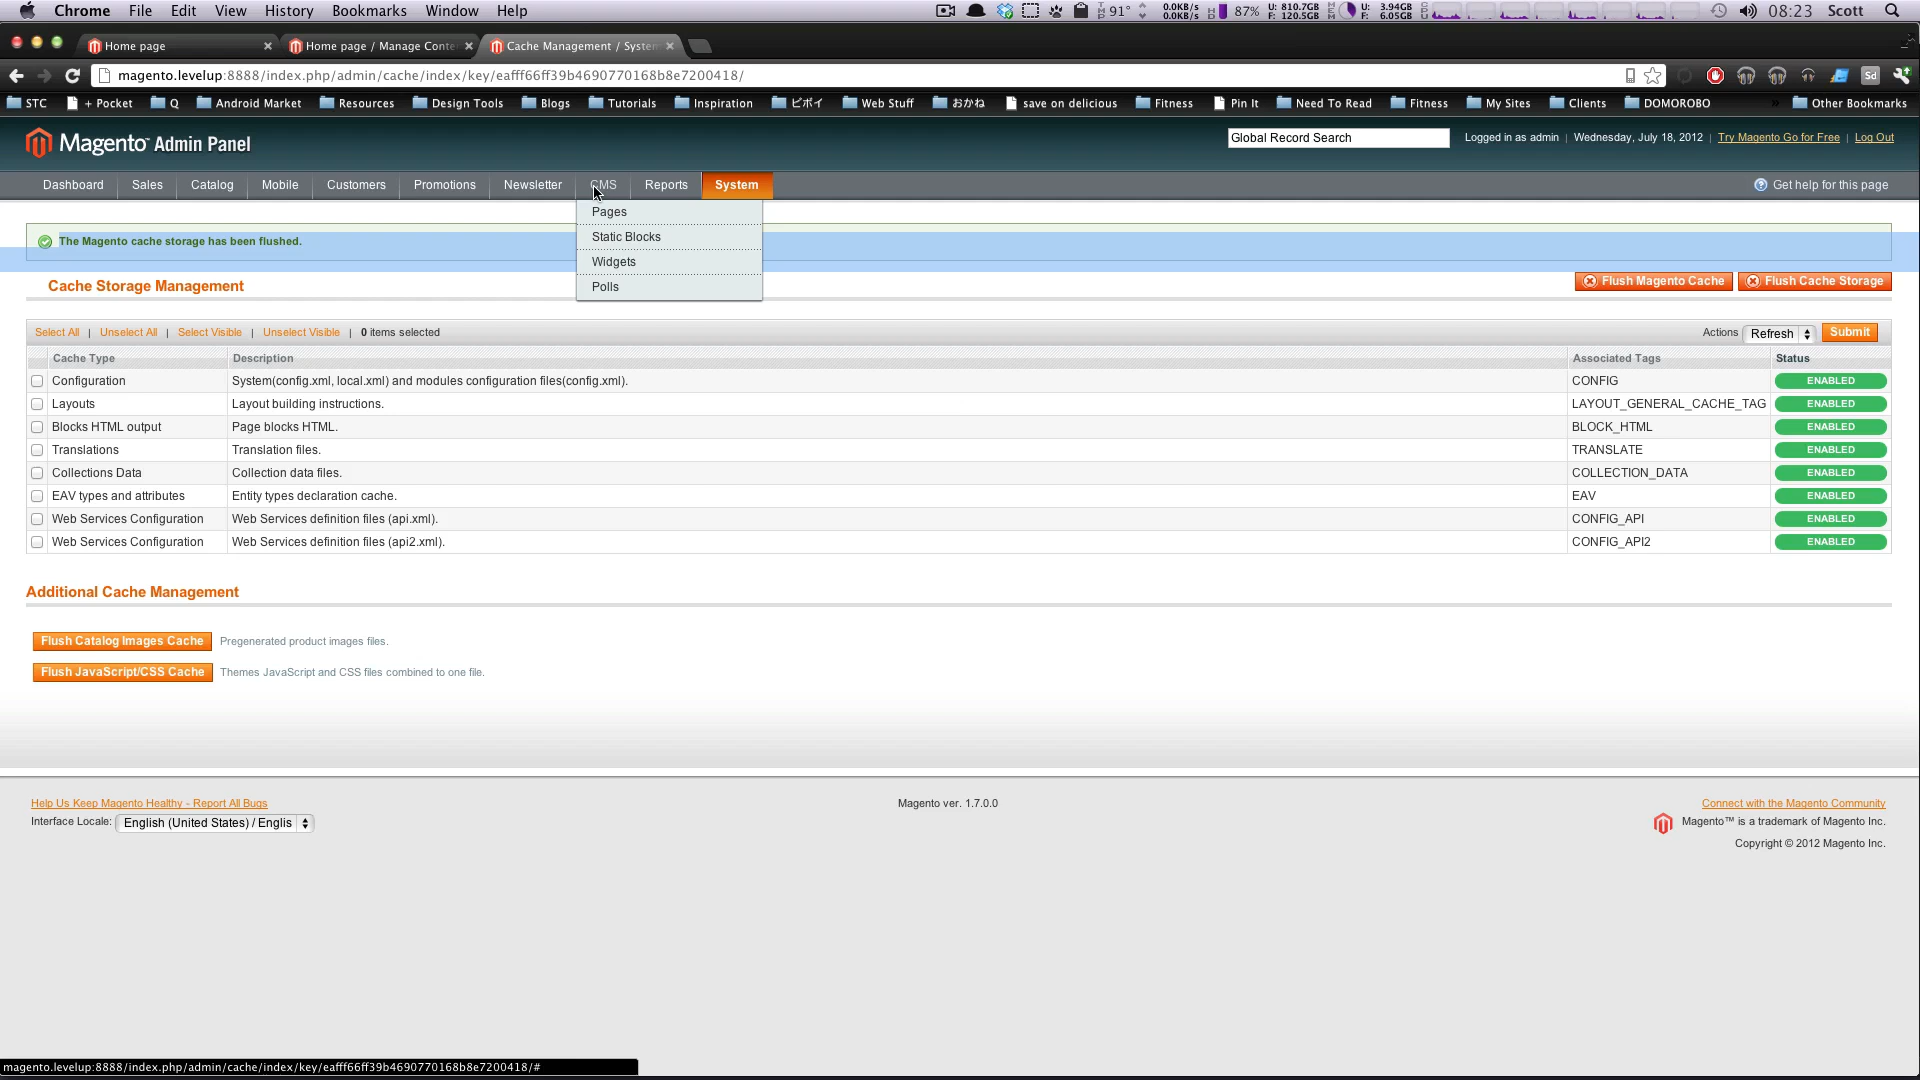 Chrome File Edit View History Bookmarks Window Help 91° 0.0KB/s 0.0KB/s 87% U: 810.7GB F: 120.5GB U: 3.94GB F: 6.05GB 08:23 Scott
Home page Home page / Manage Conte Cache Management / System
magento.levelup:8888/index.php/admin/cache/index/key/eafff66ff39b4690770168b8e7200418/ Sd
STC + Pocket Q Android Market Resources Design Tools Blogs Tutorials Inspiration ビボイ Web Stuff おかね save on delicious Fitness Pin It Need To Read Fitness My Sites Clients DOMOROBO » Other Bookmarks
Magento™ Admin Panel Global Record Search Logged in as admin | Wednesday, July 18, 2012 | Try Magento Go for Free | Log Out
Dashboard Sales Catalog Mobile Customers Promotions Newsletter CMS Reports System Get help for this page
Pages
Static Blocks
Widgets
Polls
The Magento cache storage has been flushed.
Cache Storage Management Flush Magento Cache Flush Cache Storage
Select All | Unselect All | Select Visible | Unselect Visible | 0 items selected Actions Refresh Submit
Cache Type Description Associated Tags Status
Configuration System(config.xml, local.xml) and modules configuration files(config.xml). CONFIG ENABLED
Layouts Layout building instructions. LAYOUT_GENERAL_CACHE_TAG ENABLED
Blocks HTML output Page blocks HTML. BLOCK_HTML ENABLED
Translations Translation files. TRANSLATE ENABLED
Collections Data Collection data files. COLLECTION_DATA ENABLED
EAV types and attributes Entity types declaration cache. EAV ENABLED
Web Services Configuration Web Services definition files (api.xml). CONFIG_API ENABLED
Web Services Configuration Web Services definition files (api2.xml). CONFIG_API2 ENABLED
Additional Cache Management
Flush Catalog Images Cache Pregenerated product images files.
Flush JavaScript/CSS Cache Themes JavaScript and CSS files combined to one file.
Help Us Keep Magento Healthy - Report All Bugs Magento ver. 1.7.0.0 Connect with the Magento Community
Interface Locale: English (United States) / Englis Magento™ is a trademark of Magento Inc.
Copyright © 2012 Magento Inc.
magento.levelup:8888/index.php/admin/cache/index/key/eafff66ff39b4690770168b8e7200418/#